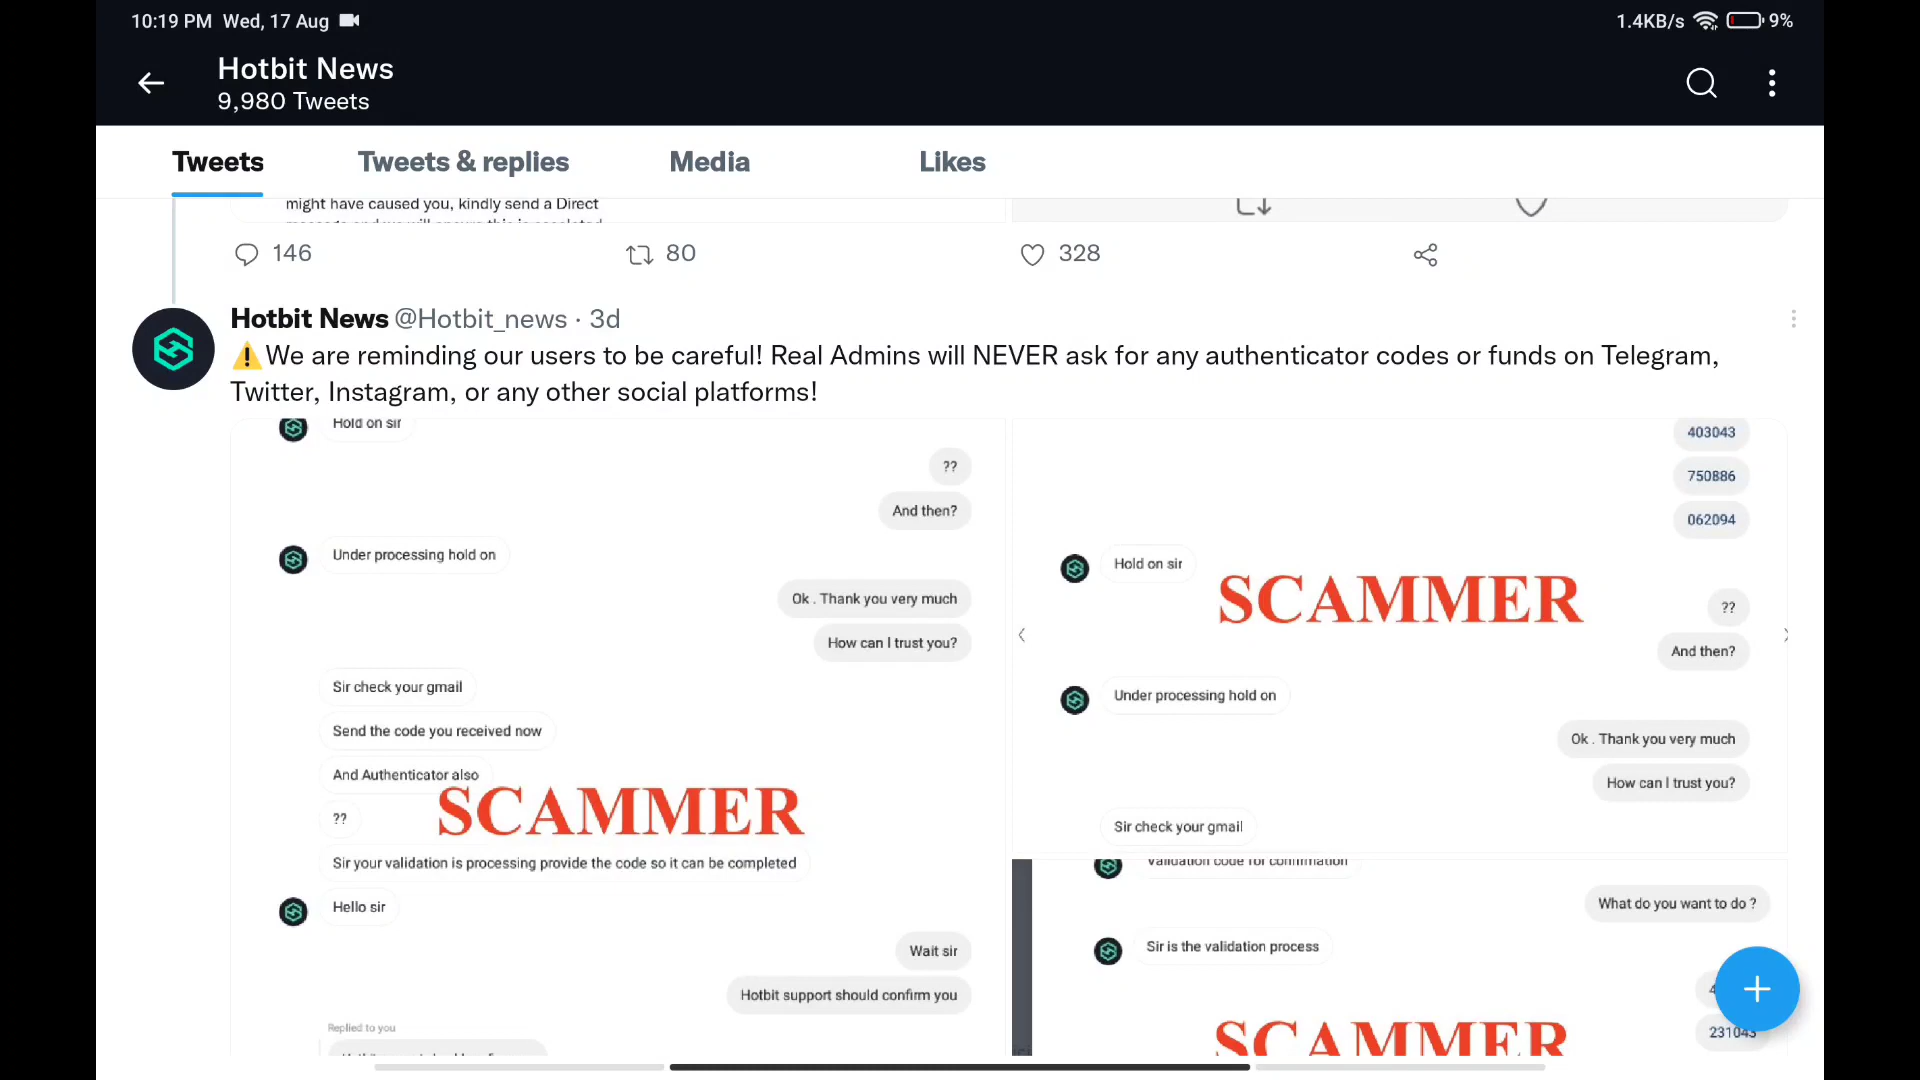 10:19 PM Wed, 17 Aug
1.4KB/s 9%
Hotbit News
9,980 Tweets
Tweets Tweets & replies Media Likes
might have caused you, kindly send a Direct
146 80 328
Hotbit News @Hotbit_news · 3d
⚠️We are reminding our users to be careful! Real Admins will NEVER ask for any authenticator codes or funds on Telegram,
Twitter, Instagram, or any other social platforms!
Hold on sir
??
And then?
Under processing hold on
Ok . Thank you very much
How can I trust you?
Sir check your gmail
Send the code you received now
And Authenticator also
SCAMMER
??
Sir your validation is processing provide the code so it can be completed
Hello sir
Wait sir
Hotbit support should confirm you
Replied to you
403043
750886
062094
Hold on sir
SCAMMER
??
And then?
Under processing hold on
Ok . Thank you very much
How can I trust you?
Sir check your gmail
validation code for confirmation
What do you want to do ?
Sir is the validation process
231043
SCAMMER